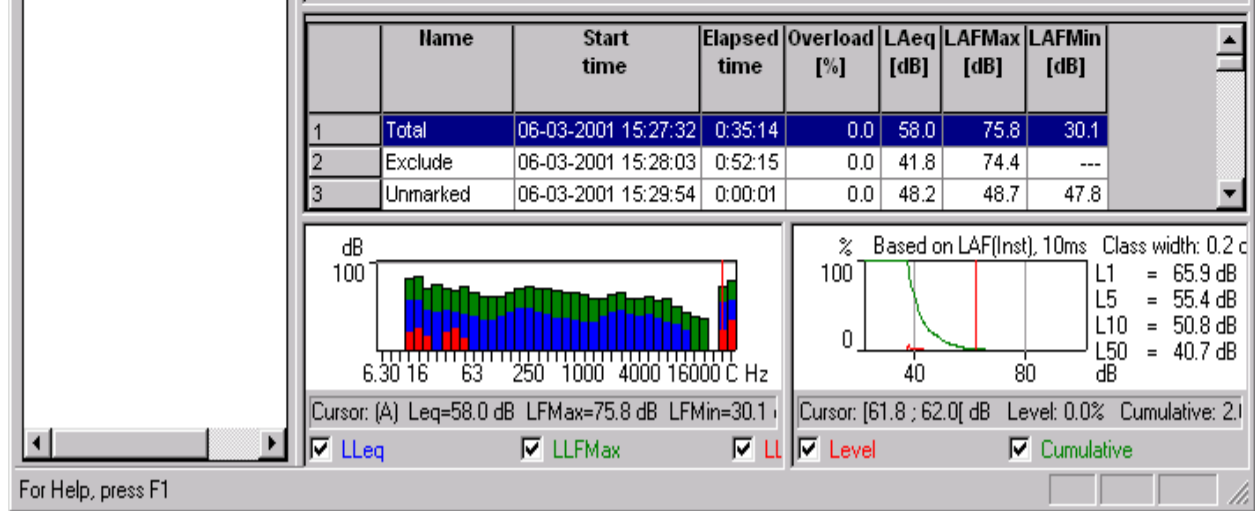 Name Start time Elapsed time Overload [%] LAeq [dB] LAFMax [dB] LAFMin [dB]
1 Total 06-03-2001 15:27:32 0:35:14 0.0 58.0 75.8 30.1
2 Exclude 06-03-2001 15:28:03 0:52:15 0.0 41.8 74.4 ---
3 Unmarked 06-03-2001 15:29:54 0:00:01 0.0 48.2 48.7 47.8
dB
100
6.30 16 63 250 1000 4000 16000 C Hz
Cursor: (A) Leq=58.0 dB LFMax=75.8 dB LFMin=30.1
LLeq LLFMax LL
% Based on LAF(Inst), 10ms Class width: 0.2 d
100
0
40 80 dB
L1 = 65.9 dB
L5 = 55.4 dB
L10 = 50.8 dB
L50 = 40.7 dB
Cursor: [61.8 ; 62.0[ dB Level: 0.0% Cumulative: 2.
Level Cumulative
For Help, press F1